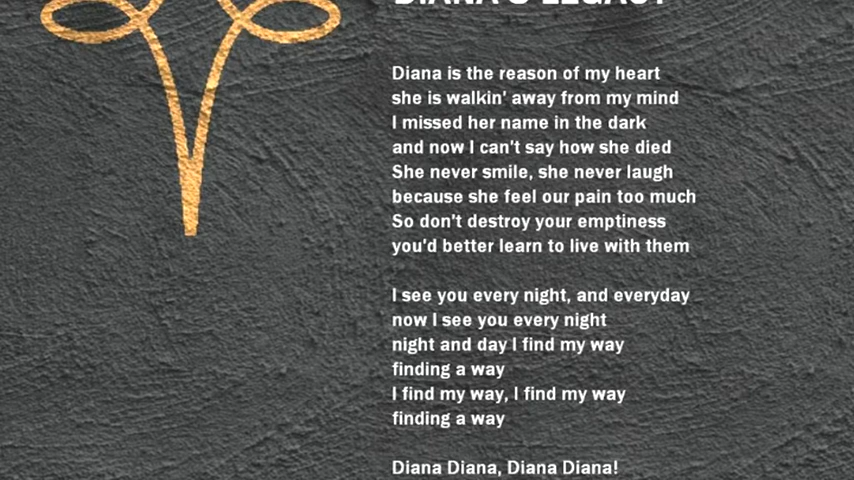 DIANA'S LEGACY
Diana is the reason of my heart
she is walkin' away from my mind
I missed her name in the dark
and now I can't say how she died
She never smile, she never laugh
because she feel our pain too much
So don't destroy your emptiness
you'd better learn to live with them
I see you every night, and everyday
now I see you every night
night and day I find my way
finding a way
I find my way, I find my way
finding a way
Diana Diana, Diana Diana!